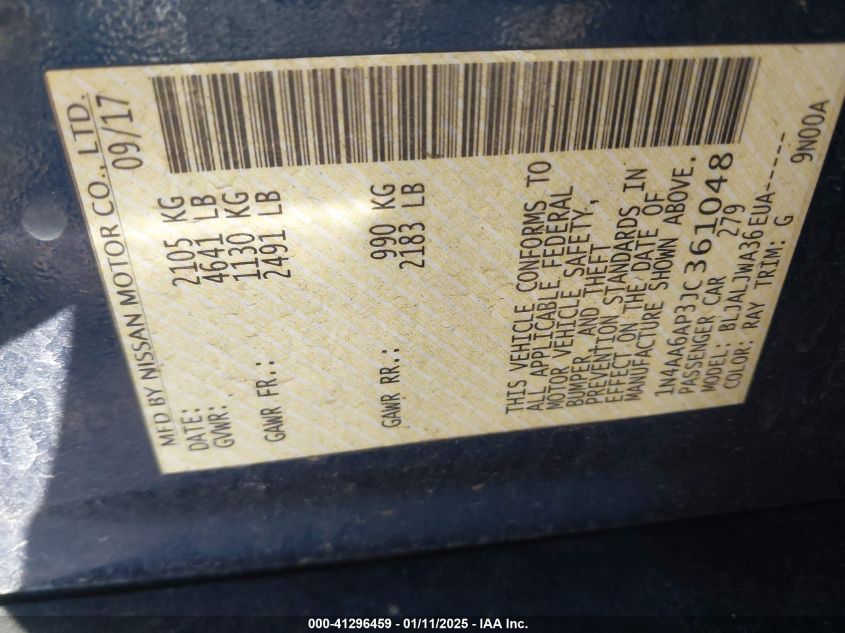 MFD BY NISSAN MOTOR CO., LTD.
DATE: 09/17
GVWR: 2105 KG
4641 LB
GAWR FR.: 1130 KG
2491 LB
GAWR RR.: 990 KG
2183 LB
THIS VEHICLE CONFORMS TO
ALL APPLICABLE FEDERAL
MOTOR VEHICLE SAFETY,
BUMPER, AND THEFT
PREVENTION STANDARDS IN
EFFECT ON THE DATE OF
MANUFACTURE SHOWN ABOVE.
1N4AA6AP3JC361048
PASSENGER CAR 279
MODEL: BLJALJWA36EUA------
COLOR: RAY TRIM: G 9N00A
000-41296459 - 01/11/2025 - IAA Inc.